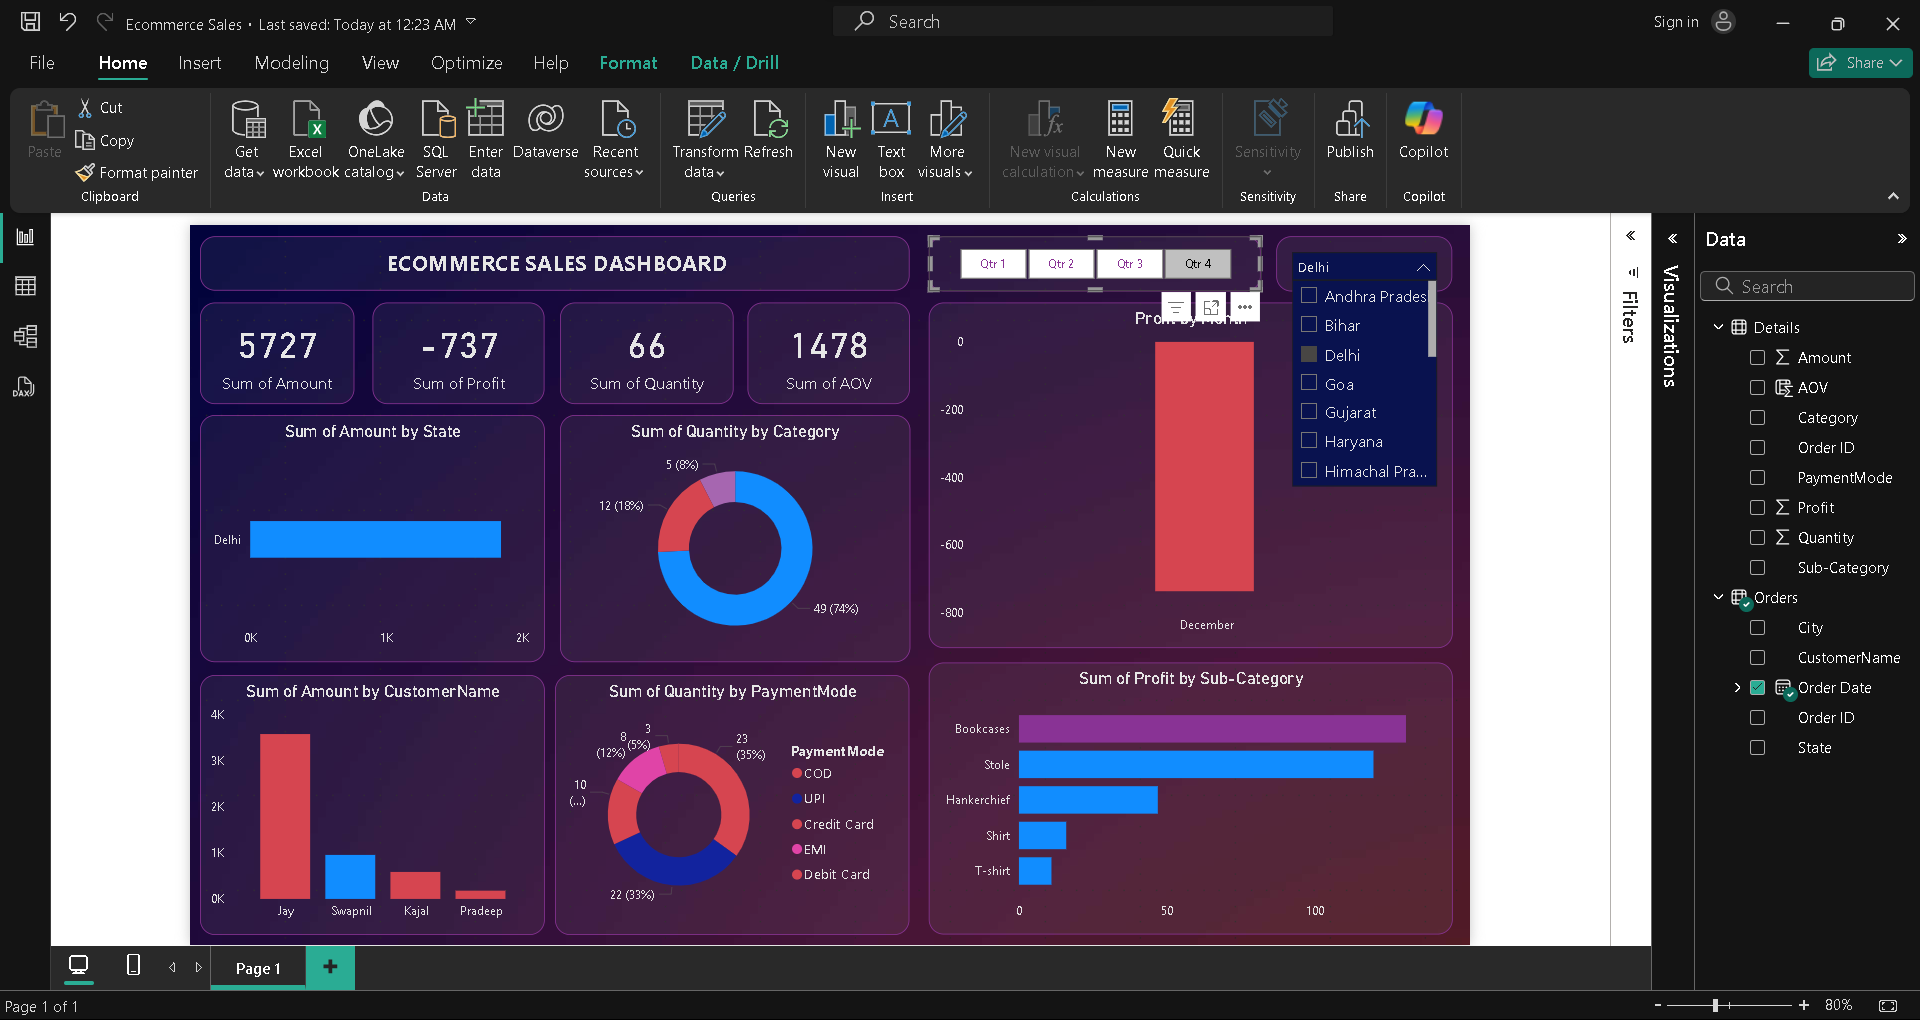 Ecommerce Sales • Last saved: Today at 12:23 AM
Search
Sign in
File
Home
Insert
Modeling
View
Optimize
Help
Format
Data / Drill
Share
Paste
Cut
Copy
Format painter
Clipboard
Get data
Excel workbook
OneLake catalog
SQL Server
Enter data
Dataverse
Recent sources
Data
Transform data
Refresh
Queries
New visual
Text box
More visuals
Insert
New visual calculation
New measure
Quick measure
Calculations
Sensitivity
Sensitivity
Publish
Share
Copilot
Copilot
ECOMMERCE SALES DASHBOARD
Qtr 1
Qtr 2
Qtr 3
Qtr 4
Delhi
Andhra Prades
Bihar
Delhi
Goa
Gujarat
Haryana
Himachal Pra...
5727
Sum of Amount
-737
Sum of Profit
66
Sum of Quantity
1478
Sum of AOV
Sum of Amount by State
Delhi
0K
1K
2K
Sum of Quantity by Category
5 (8%)
12 (18%)
49 (74%)
Profit by Month
0
-200
-400
-600
-800
December
Sum of Amount by CustomerName
4K
3K
2K
1K
0K
Jay
Swapnil
Kajal
Pradeep
Sum of Quantity by PaymentMode
3
(5%)
8
(12%)
10
(...)
23
(35%)
22 (33%)
PaymentMode
COD
UPI
Credit Card
EMI
Debit Card
Sum of Profit by Sub-Category
Bookcases
Stole
Hankerchief
Shirt
T-shirt
0
50
100
Filters
Visualizations
Data
Search
Details
Amount
AOV
Category
Order ID
PaymentMode
Profit
Quantity
Sub-Category
Orders
City
CustomerName
Order Date
Order ID
State
DAX
Page 1
Page 1 of 1
80%